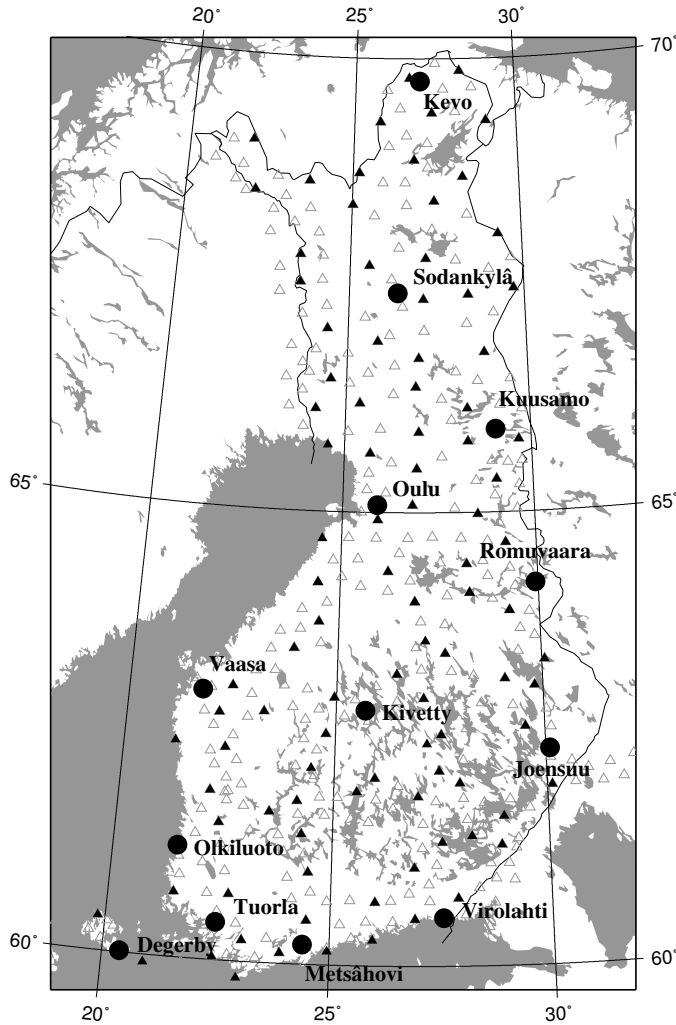 20°
25°
30°
70°
Kevo
Sodankylâ
Kuusamo
65°
Oulu
65°
Romuvaara
Vaasa
Kivetty
Joensuu
Olkiluoto
Tuorla
Virolahti
60°
Degerby
60°
Metsâhovi
20°
25°
30°